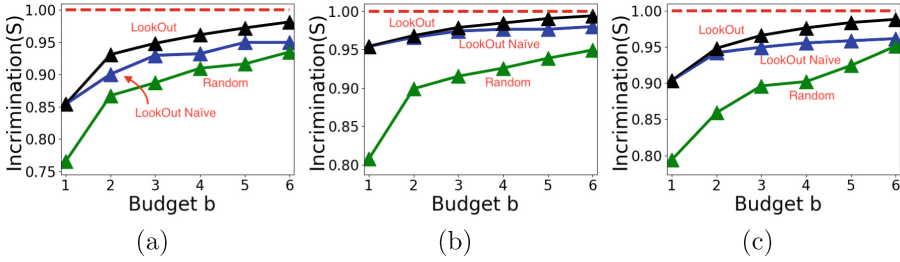 Incrimination(S)
1.00
0.95
0.90
0.85
0.80
0.75
LookOut
Random
LookOut Naïve
1 2 3 4 5 6
Budget b
(a)
Incrimination(S)
1.00
0.95
0.90
0.85
0.80
LookOut
LookOut Naïve
Random
1 2 3 4 5 6
Budget b
(b)
Incrimination(S)
1.00
0.95
0.90
0.85
0.80
LookOut
LookOut Naïve
Random
1 2 3 4 5 6
Budget b
(c)